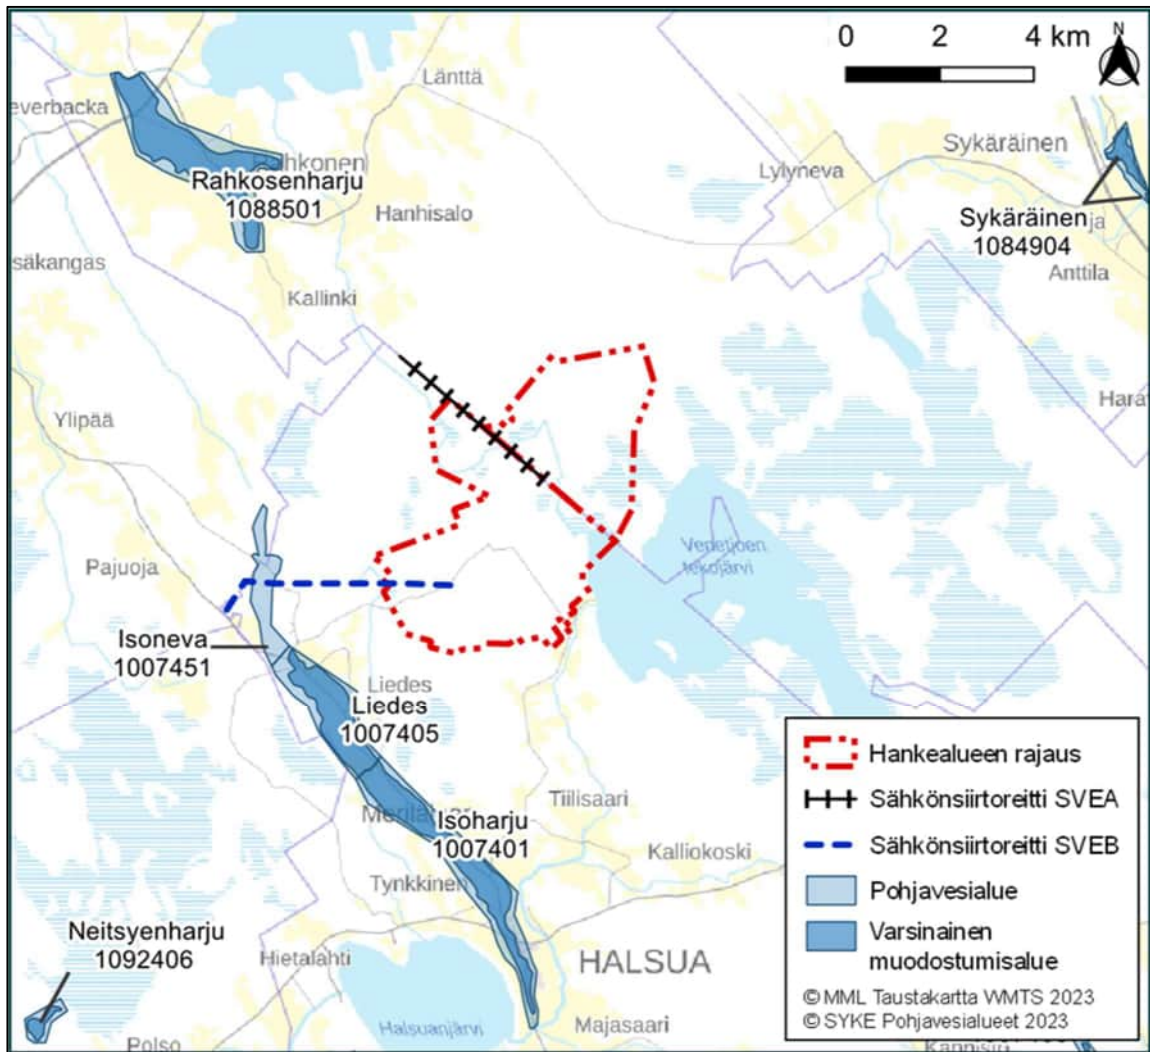 0 2 4 km
N
Länttä
everbacka
Sykäräinen
Lylyneva
Rahkosenharju
1088501
Hanhisalo
Sykäräinen
1084904
säkangas
Anttila
Kallinki
Ylipää
Pajuoja
Isoneva
1007451
Liedes
Liedes
1007405
Isoharju
1007401
Tiilisaari
Kalliokoski
Tynkkinen
Neitsyenharju
1092406
Hietalahti
HALSUA
Halsuanjärvi
Majasaari
Polso
Hankealueen rajaus
Sähkönsiirtoreitti SVEA
Sähkönsiirtoreitti SVEB
Pohjavesialue
Varsinainen
muodostumisalue
© MML Taustakartta WMTS 2023
© SYKE Pohjavesialueet 2023